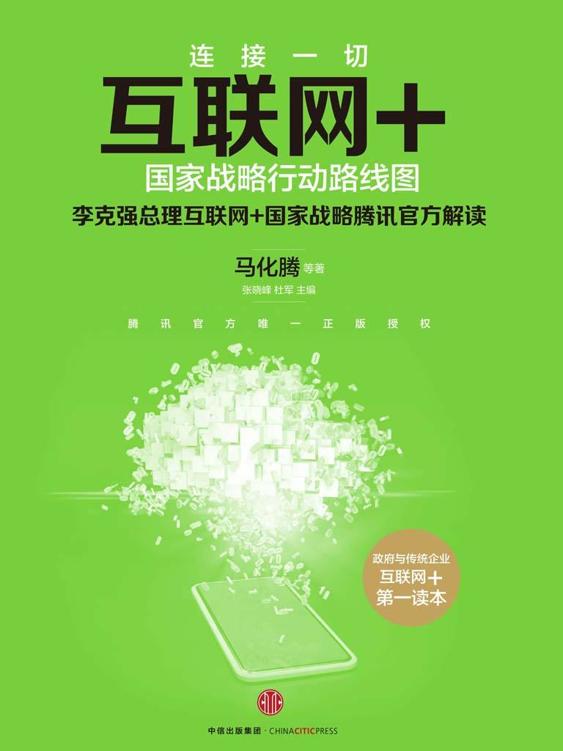 连接一切
互联网+
国家战略行动路线图
李克强总理互联网+国家战略腾讯官方解读
马化腾 等著
张晓峰 杜军 主编
腾讯官方唯一正版授权
政府与传统企业
互联网+
第一读本
中信出版集团·CHINACITICPRESS